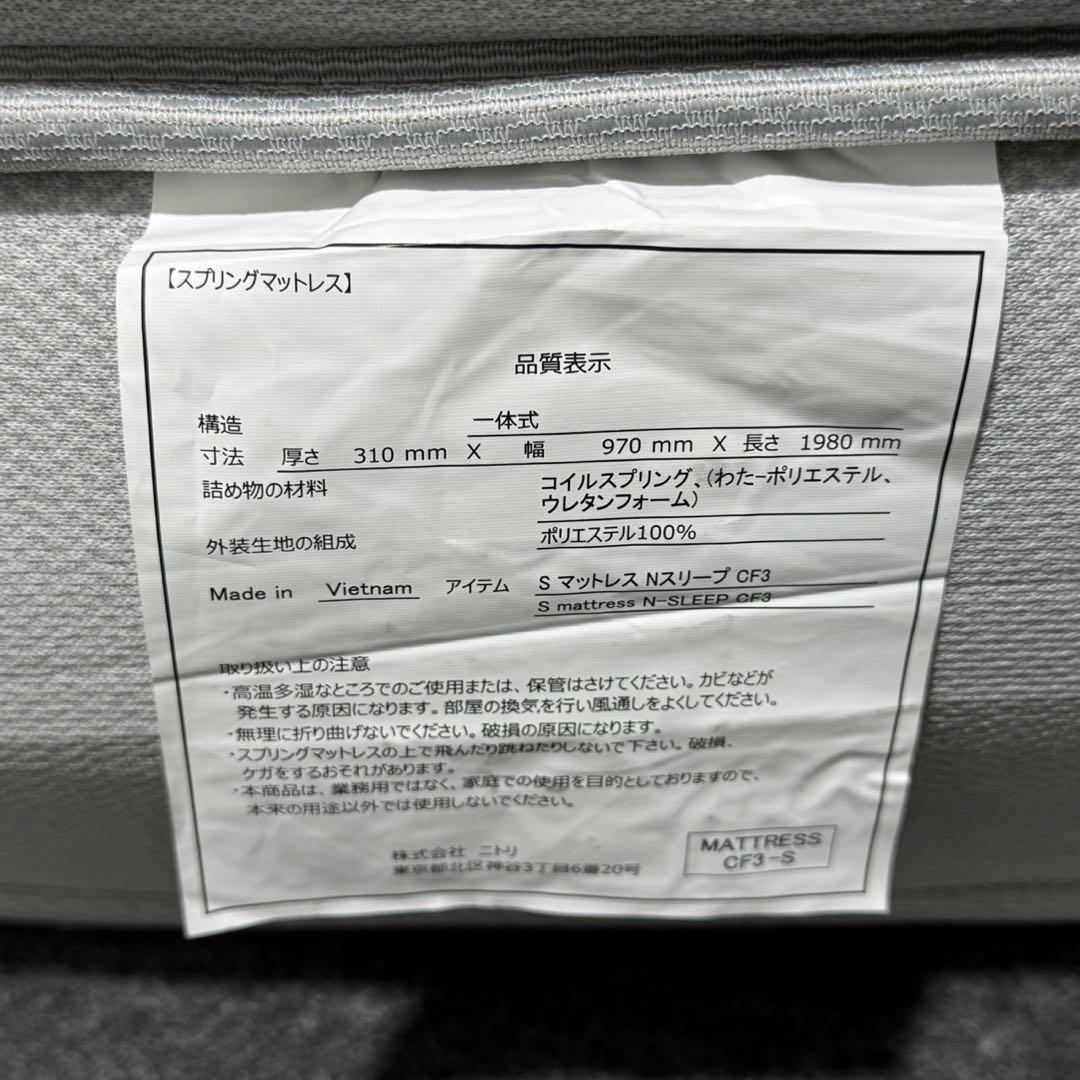 【スプリングマットレス】
品質表示
構造 一体式
寸法 厚さ 310 mm X 幅 970 mm X 長さ 1980 mm
詰め物の材料 コイルスプリング、(わた-ポリエステル、
ウレタンフォーム)
外装生地の組成 ポリエステル100%
Made in Vietnam アイテム S マットレス Nスリープ CF3
S mattress N-SLEEP CF3
取り扱い上の注意
・高温多湿なところでのご使用または、保管はさけてください。カビなどが
発生する原因になります。部屋の換気を行い風通しをよくしてください。
・無理に折り曲げないでください。破損の原因になります。
・スプリングマットレスの上で飛んだり跳ねたりしないで下さい。破損、
ケガをするおそれがあります。
・本商品は、業務用ではなく、家庭での使用を目的としておりますので、
本来の用途以外では使用しないでください。
株式会社 ニトリ
東京都北区神谷3丁目6番20号
MATTRESS
CF3-S